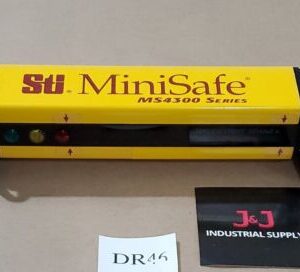 Sti® MiniSafe®
MS4300 SERIES
J&J
INDUSTRIAL SUPPLY
DR46